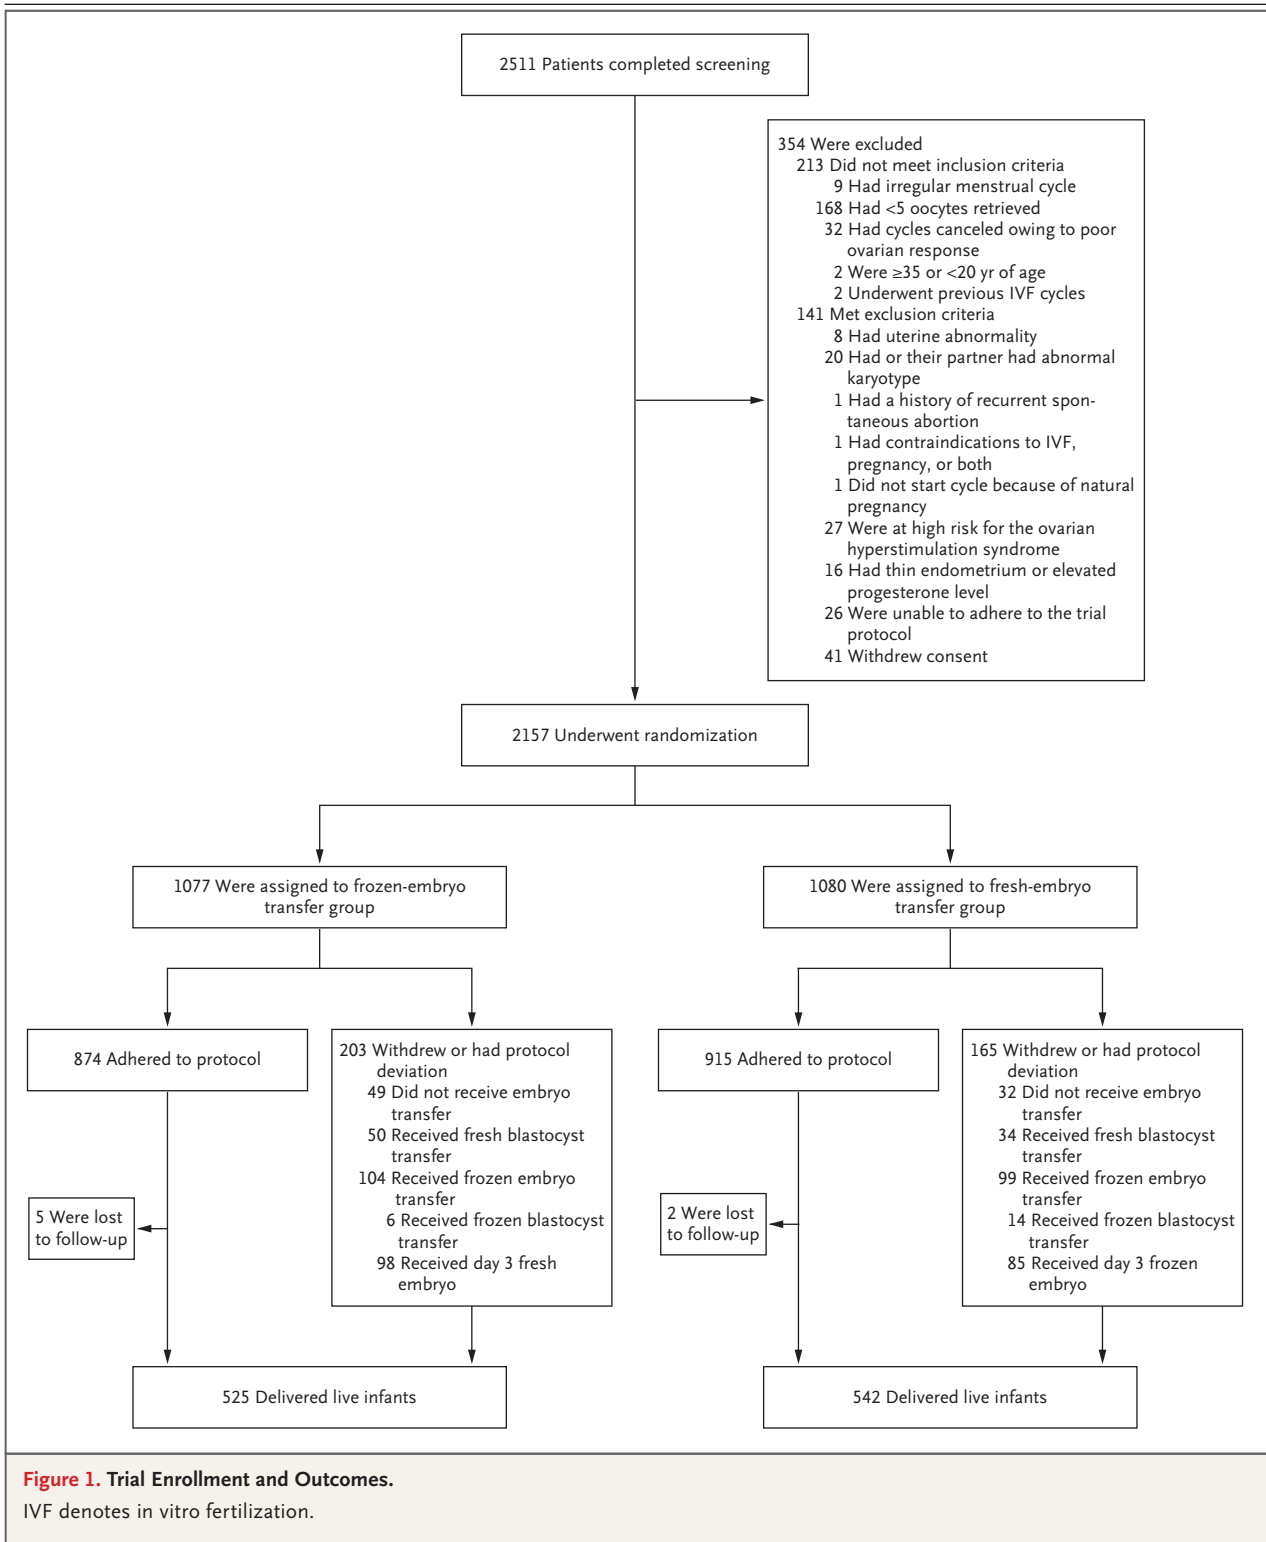 2511 Patients completed screening
354 Were excluded
213 Did not meet inclusion criteria
9 Had irregular menstrual cycle
168 Had <5 oocytes retrieved
32 Had cycles canceled owing to poor
ovarian response
2 Were ≥35 or <20 yr of age
2 Underwent previous IVF cycles
141 Met exclusion criteria
8 Had uterine abnormality
20 Had or their partner had abnormal
karyotype
1 Had a history of recurrent spon-
taneous abortion
1 Had contraindications to IVF,
pregnancy, or both
1 Did not start cycle because of natural
pregnancy
27 Were at high risk for the ovarian
hyperstimulation syndrome
16 Had thin endometrium or elevated
progesterone level
26 Were unable to adhere to the trial
protocol
41 Withdrew consent
2157 Underwent randomization
1077 Were assigned to frozen-embryo
transfer group
1080 Were assigned to fresh-embryo
transfer group
874 Adhered to protocol
203 Withdrew or had protocol
deviation
49 Did not receive embryo
transfer
50 Received fresh blastocyst
transfer
104 Received frozen embryo
transfer
6 Received frozen blastocyst
transfer
98 Received day 3 fresh
embryo
5 Were lost
to follow-up
915 Adhered to protocol
165 Withdrew or had protocol
deviation
32 Did not receive embryo
transfer
34 Received fresh blastocyst
transfer
99 Received frozen embryo
transfer
14 Received frozen blastocyst
transfer
85 Received day 3 frozen
embryo
2 Were lost
to follow-up
525 Delivered live infants
542 Delivered live infants
Figure 1. Trial Enrollment and Outcomes.
IVF denotes in vitro fertilization.